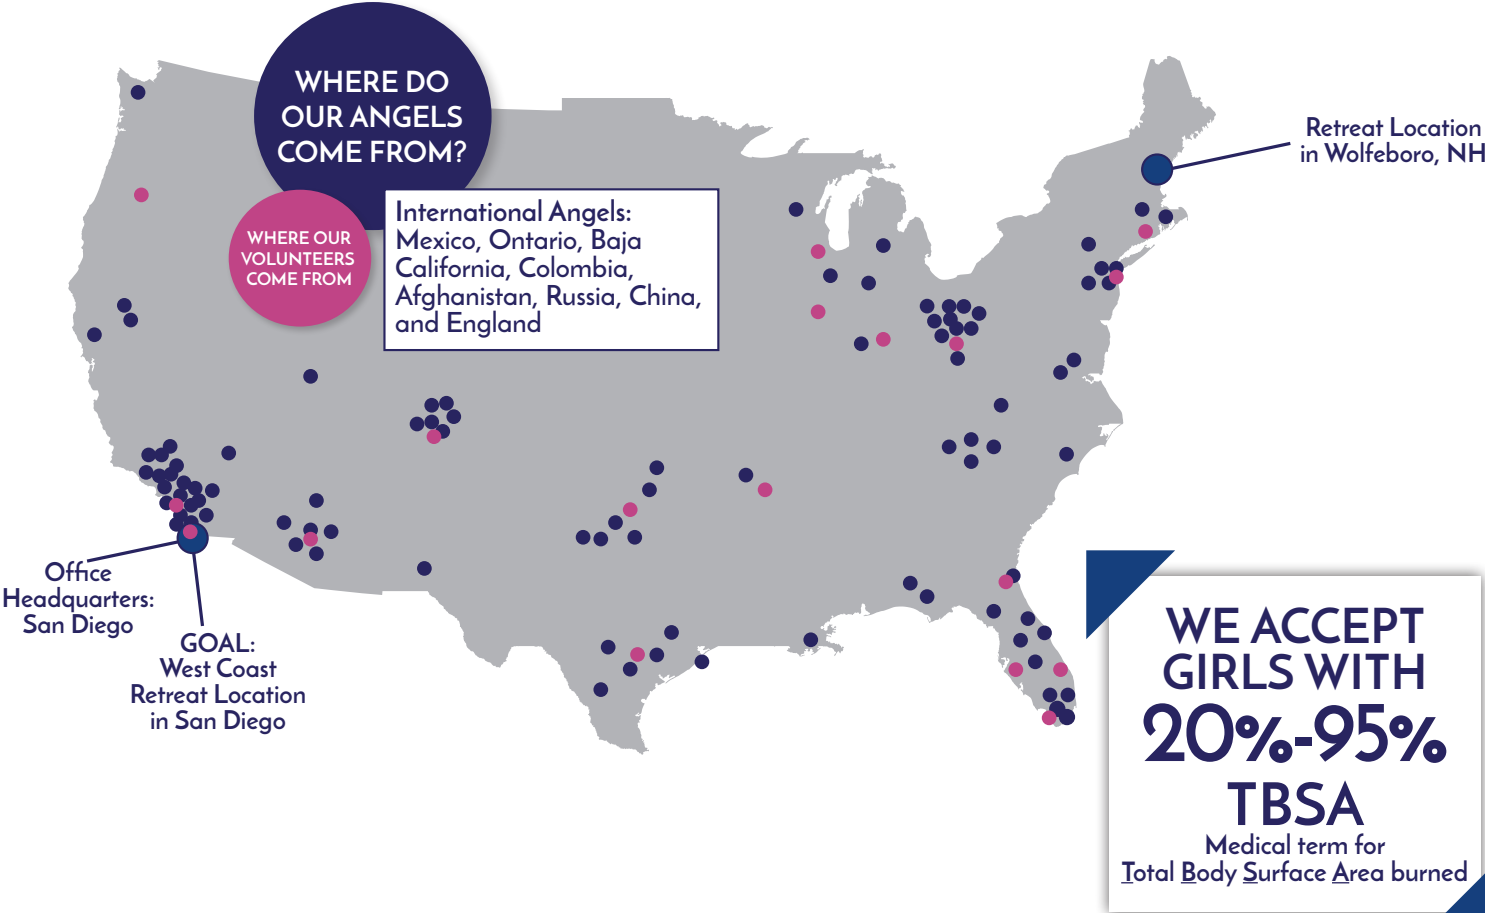 WHERE DO
OUR ANGELS
COME FROM?
WHERE OUR
VOLUNTEERS
COME FROM
International Angels:
Mexico, Ontario, Baja
California, Colombia,
Afghanistan, Russia, China,
and England
Retreat Location
in Wolfeboro, NH
Office
Headquarters:
San Diego
GOAL:
West Coast
Retreat Location
in San Diego
WE ACCEPT
GIRLS WITH
20%-95%
TBSA
Medical term for
Total Body Surface Area burned